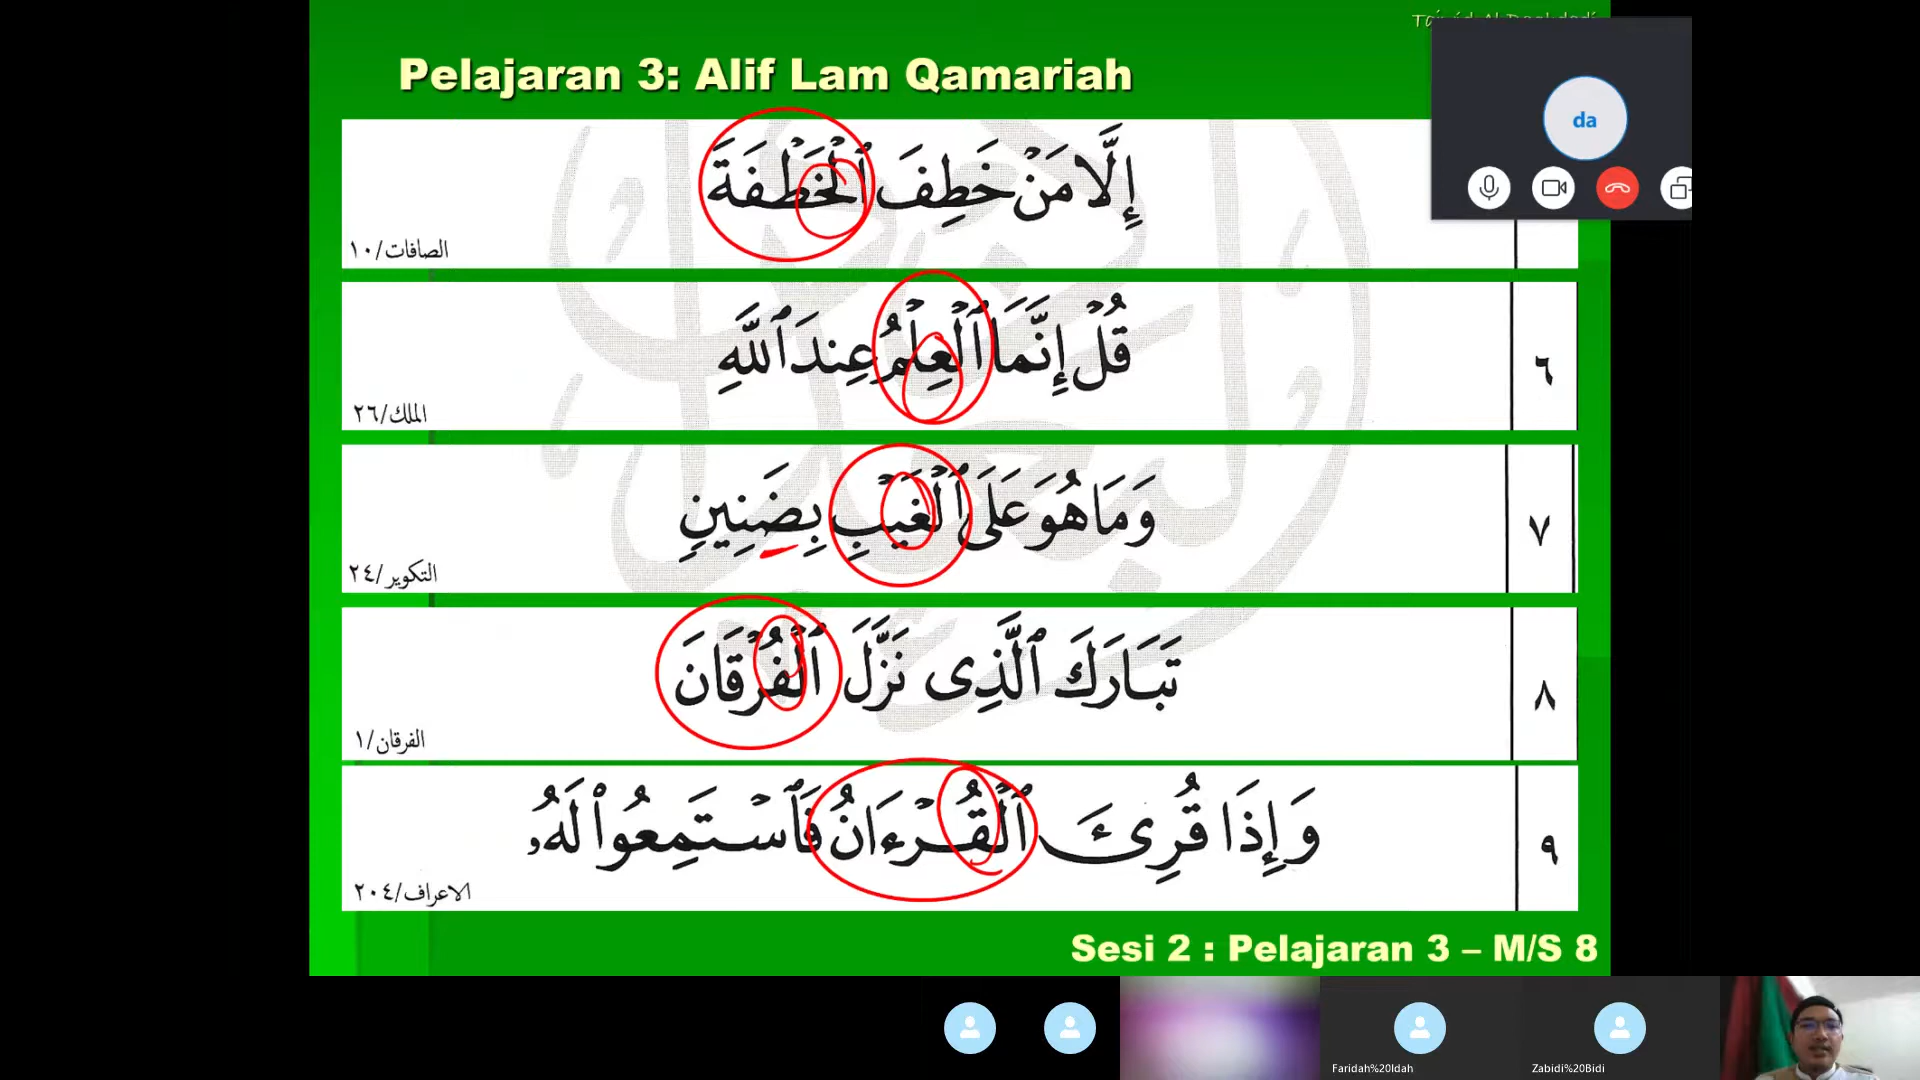 Pelajaran 3: Alif Lam Qamariah
da
إِلَّا مَنْ خَطِفَ ٱلْخَطْفَةَ
الصافات/١٠
٦
قُلْ إِنَّمَا ٱلْعِلْمُ عِندَ ٱللَّهِ
الملك/٢٦
٧
وَمَا هُوَ عَلَى ٱلْغَيْبِ بِضَنِينٍ
التكوير/٢٤
٨
تَبَارَكَ ٱلَّذِى نَزَّلَ ٱلْفُرْقَانَ
الفرقان/١
٩
وَإِذَا قُرِئَ ٱلْقُرْءَانُ فَٱسْتَمِعُوا۟ لَهُۥ
الاعراف/٢٠٤
Sesi 2 : Pelajaran 3 – M/S 8
Faridah%20Idah
Zabidi%20Bidi